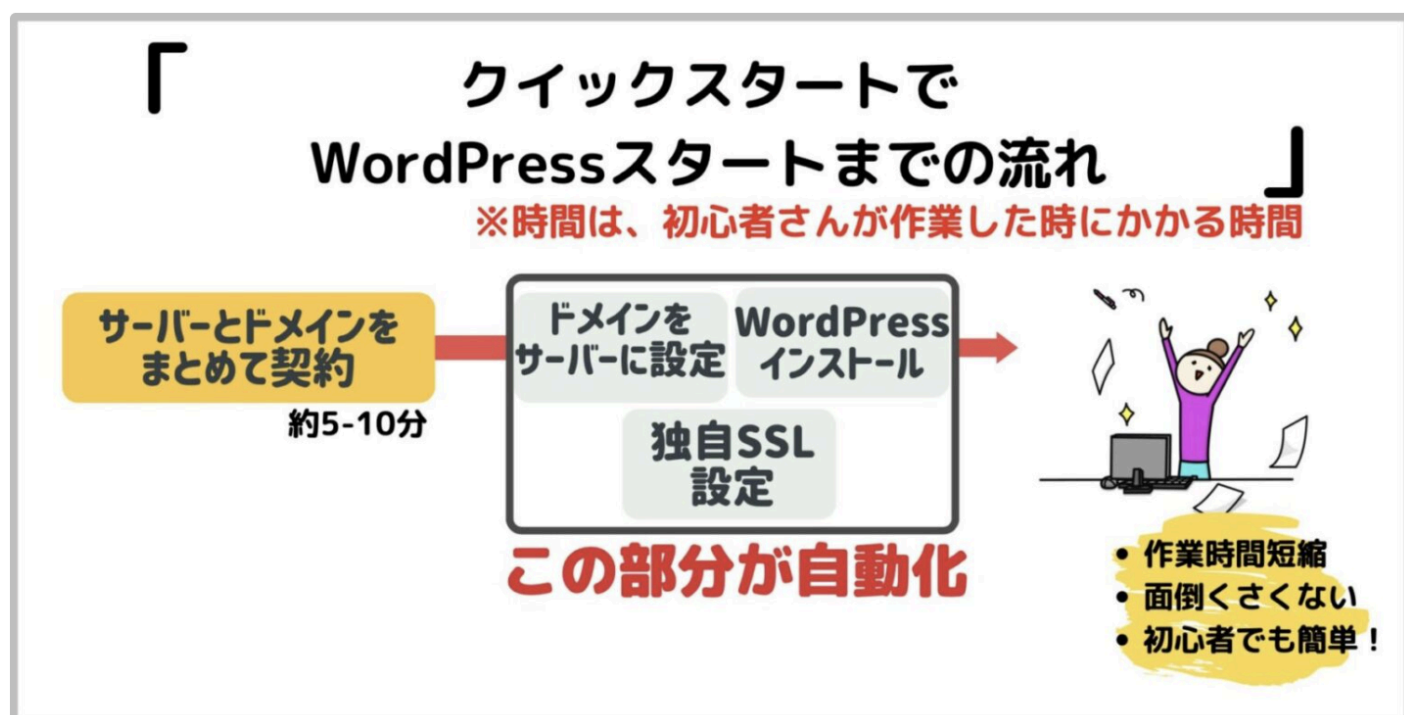 「 クイックスタートで
WordPressスタートまでの流れ 」
※時間は、初心者さんが作業した時にかかる時間
サーバーとドメインを
まとめて契約
約5-10分
ドメインを
サーバーに設定
WordPress
インストール
独自SSL
設定
この部分が自動化
• 作業時間短縮
• 面倒くさくない
• 初心者でも簡単！